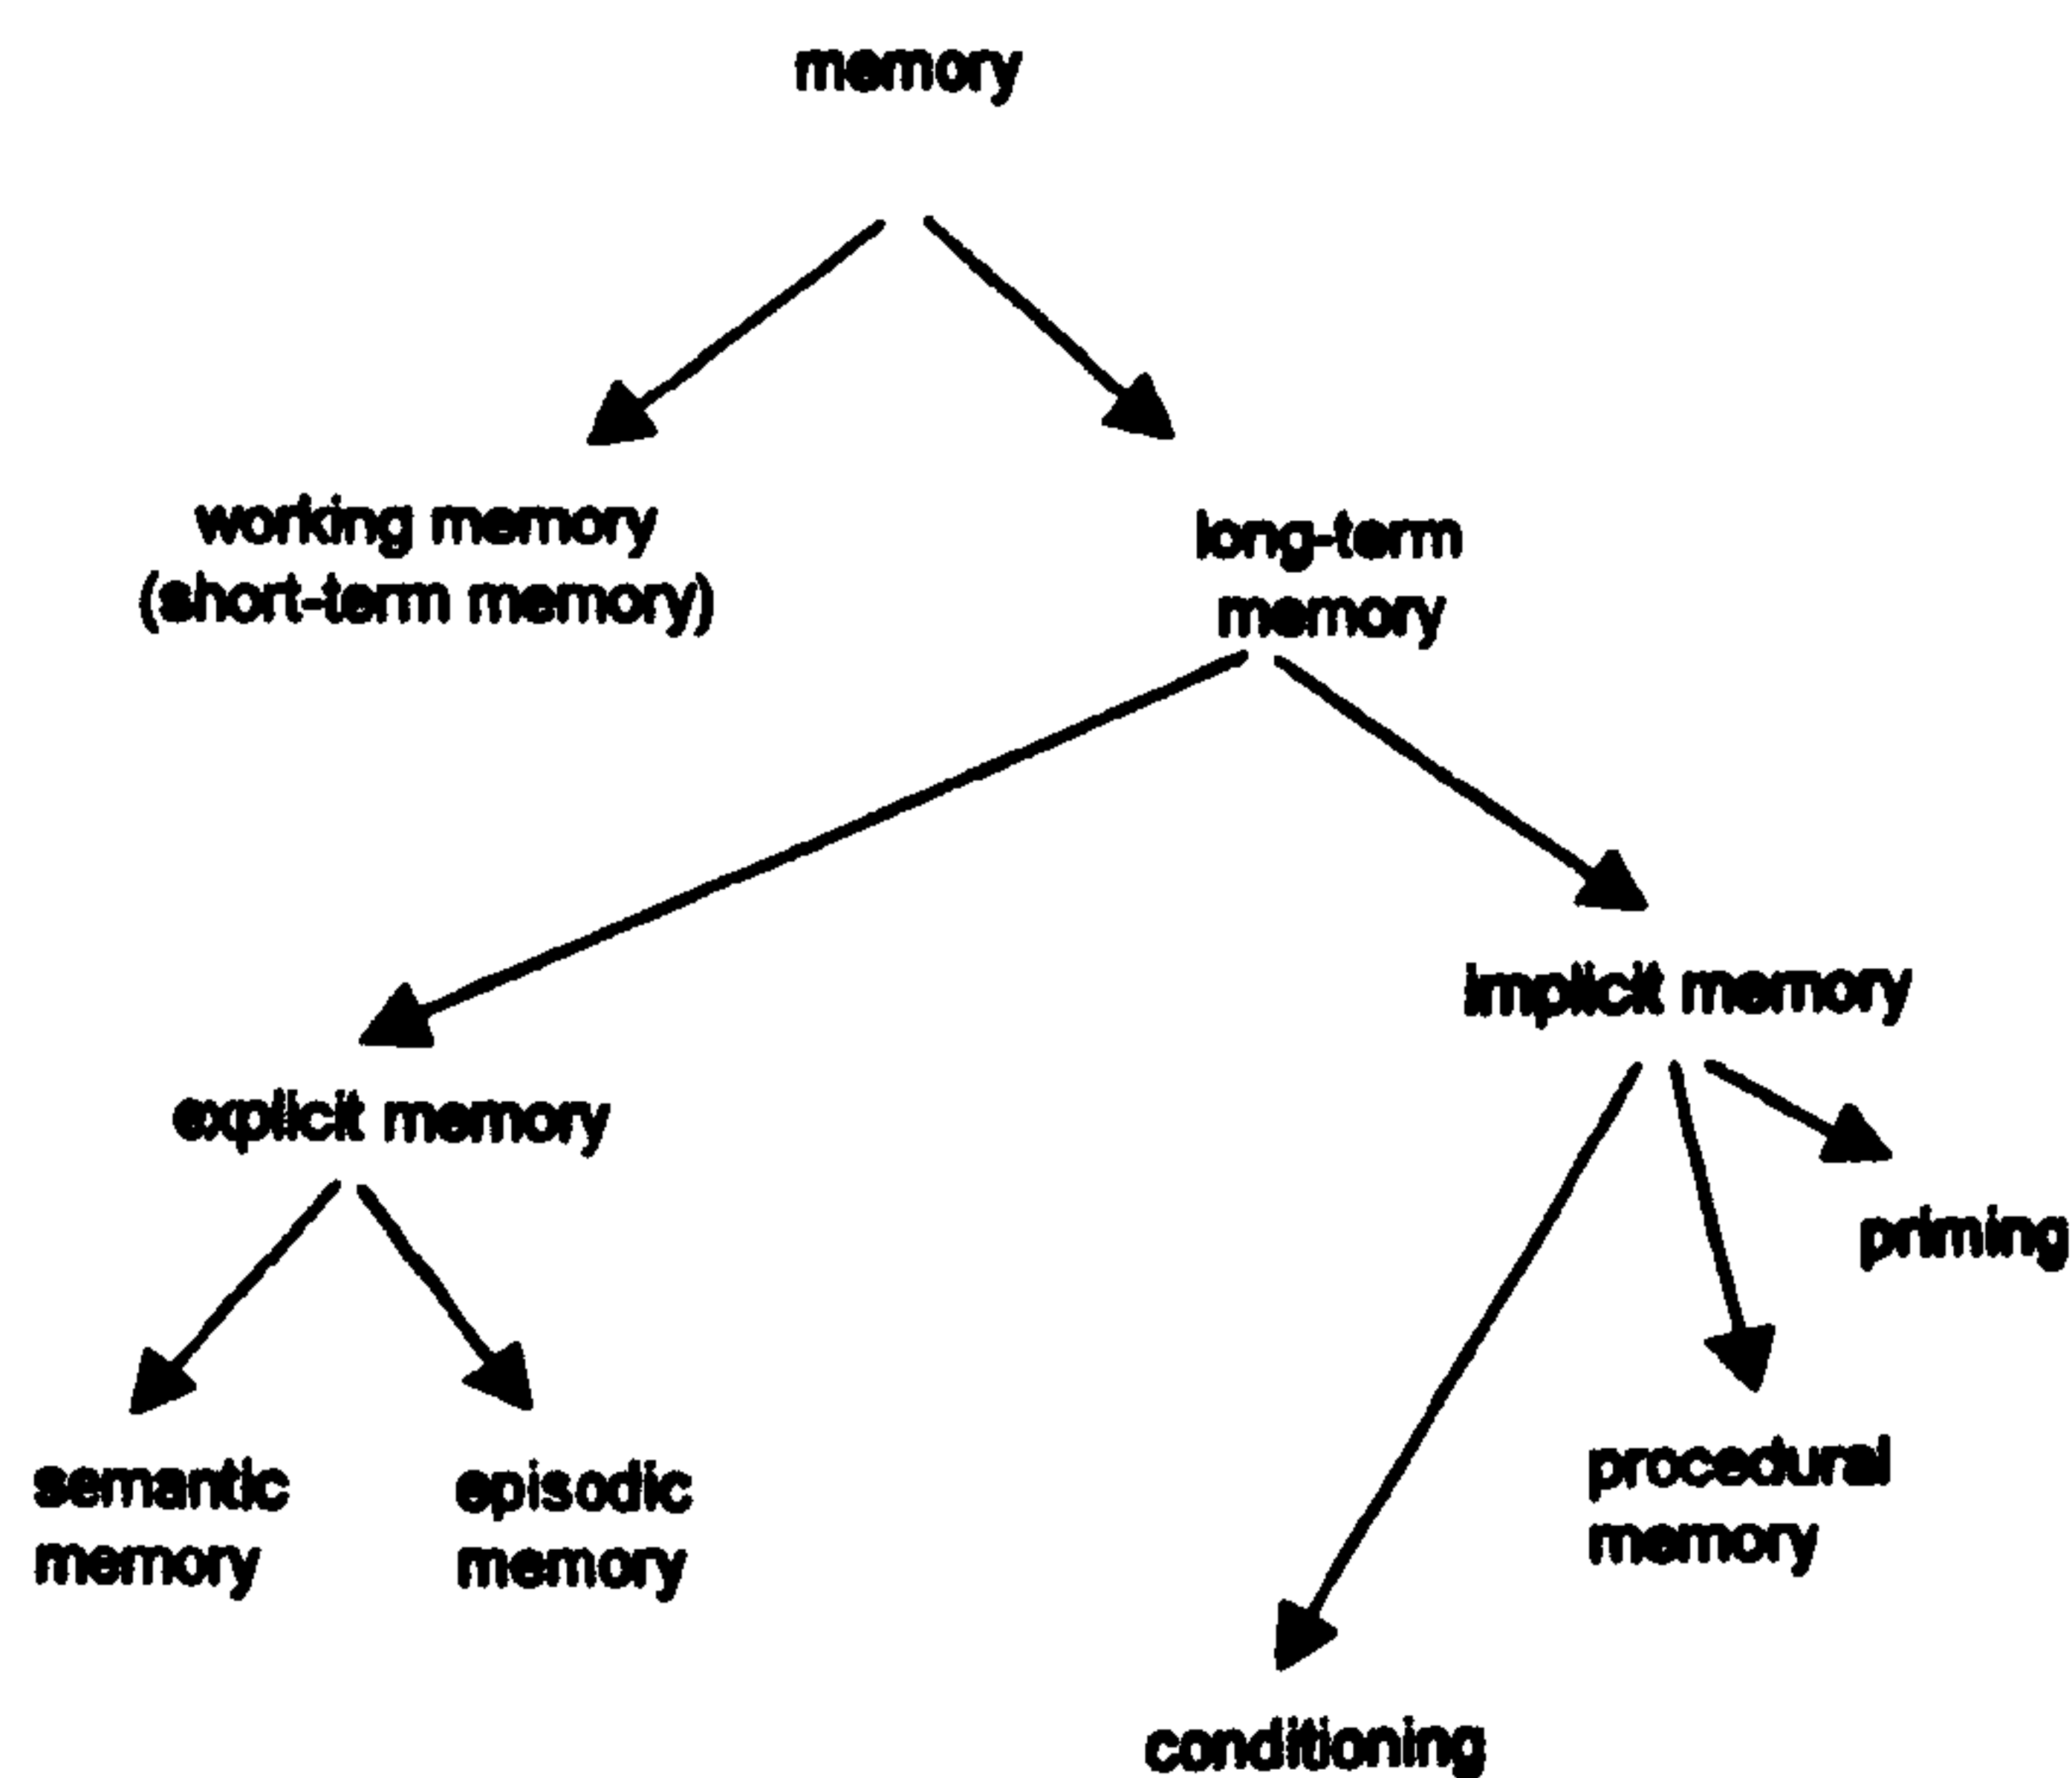 memory
working memory
(short-term memory)
long-term
memory
implicit memory
explicit memory
priming
semantic
memory
episodic
memory
procedural
memory
conditioning